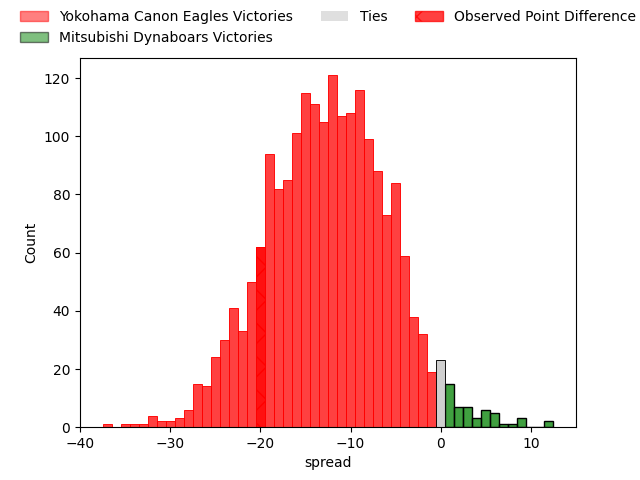 Yokohama Canon Eagles Victories
Mitsubishi Dynaboars Victories
Ties
Observed Point Difference
Count
120
100
80
60
40
20
0
−40
−30
−20
−10
0
10
spread